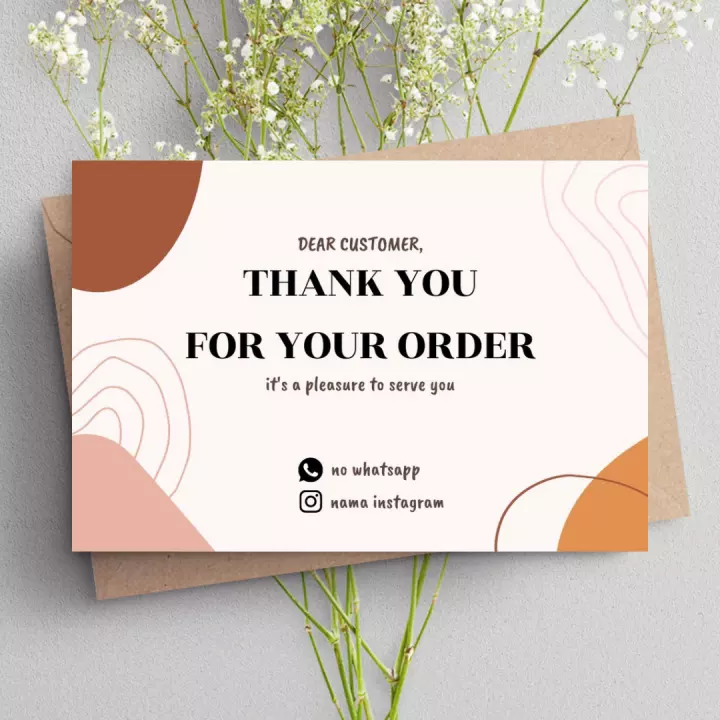 DEAR CUSTOMER,
THANK YOU
FOR YOUR ORDER
it's a pleasure to serve you
no whatsapp
nama instagram